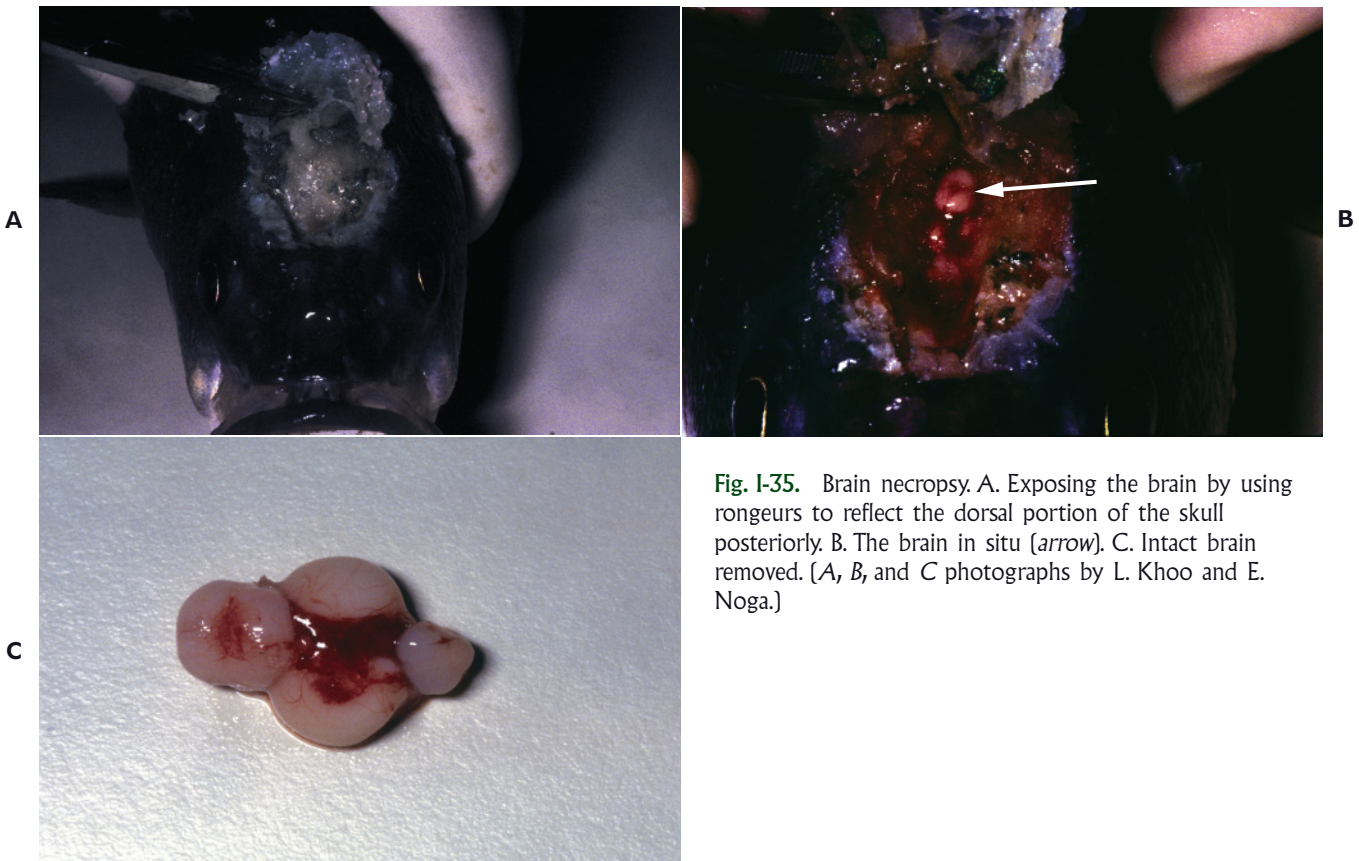 A
B
C
Fig. I-35. Brain necropsy. A. Exposing the brain by using
rongeurs to reflect the dorsal portion of the skull
posteriorly. B. The brain in situ (arrow). C. Intact brain
removed. (A, B, and C photographs by L. Khoo and E.
Noga.)